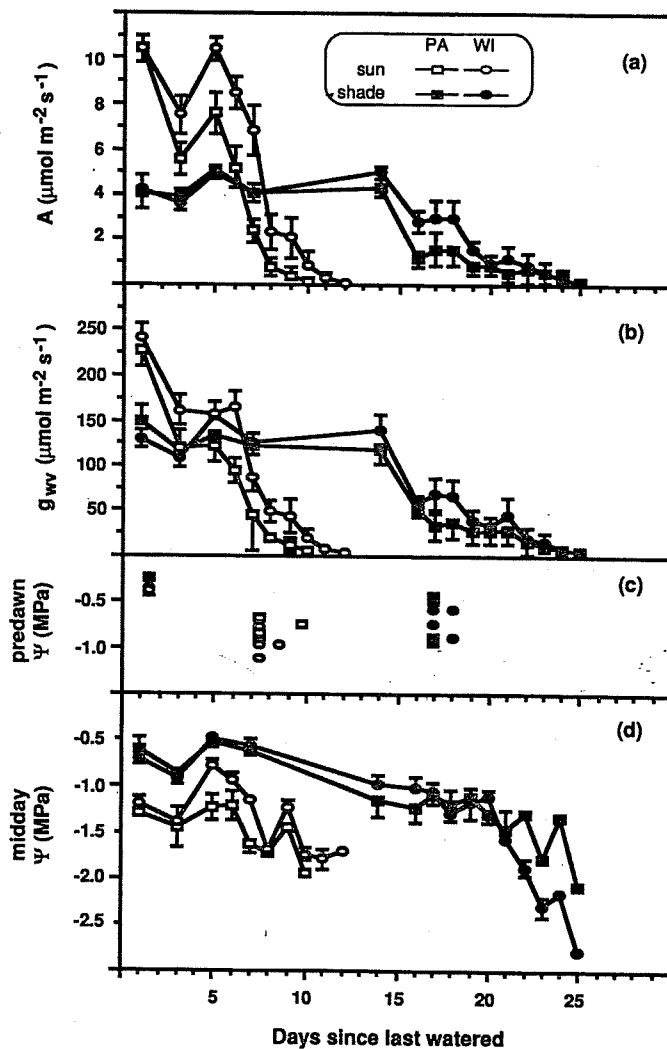 PA WI
sun
shade
(a)
10
8
6
4
2
A (μmol m-2 s-1)
(b)
250
200
150
100
50
gwv (μmol m-2 s-1)
(c)
-0.5
-1.0
predawn
Ψ (MPa)
(d)
-0.5
-1.0
-1.5
-2.0
-2.5
midday
Ψ (MPa)
5 10 15 20 25
Days since last watered